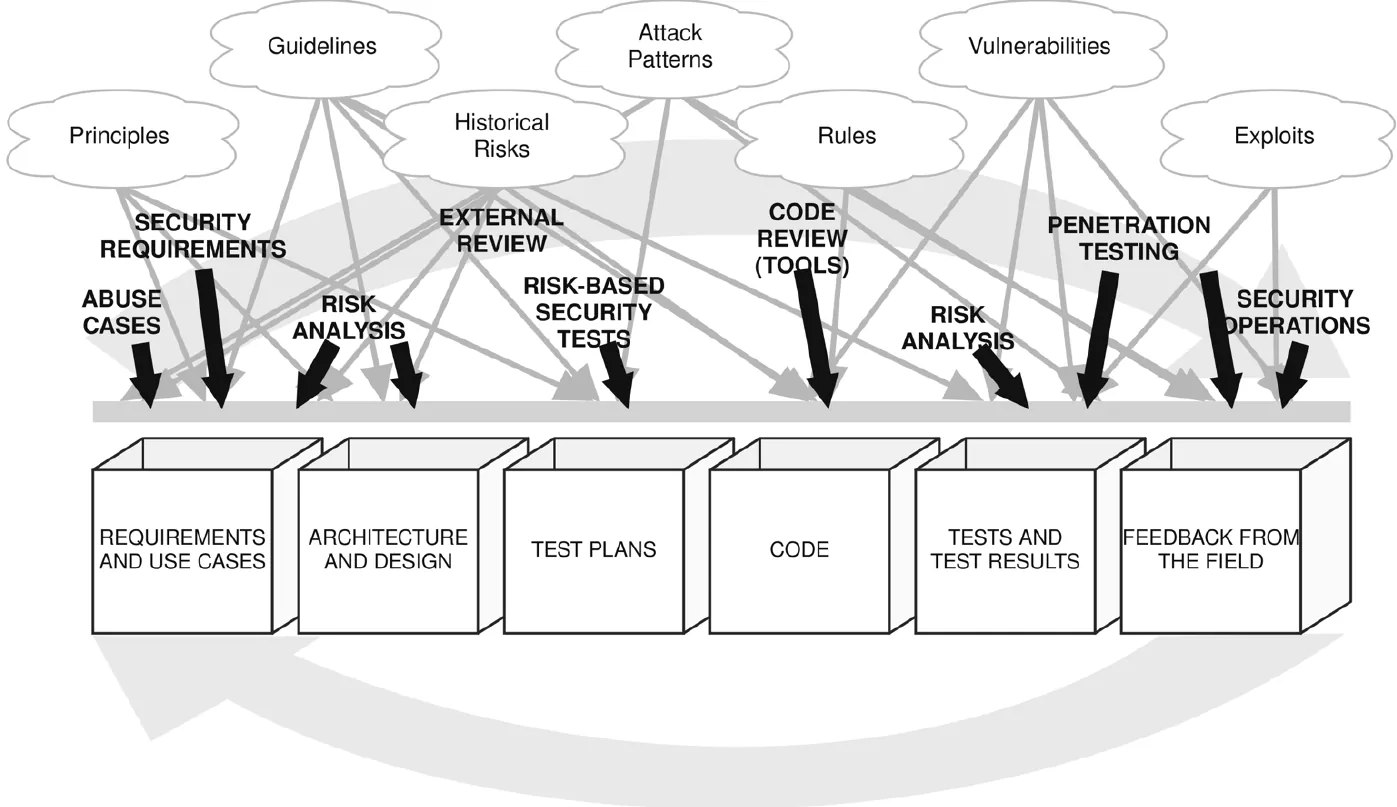 Guidelines
Attack
Patterns
Vulnerabilities
Principles
Historical
Risks
Rules
Exploits
SECURITY
REQUIREMENTS
EXTERNAL
REVIEW
CODE
REVIEW
(TOOLS)
PENETRATION
TESTING
ABUSE
CASES
RISK
ANALYSIS
RISK-BASED
SECURITY
TESTS
RISK
ANALYSIS
SECURITY
OPERATIONS
REQUIREMENTS
AND USE CASES
ARCHITECTURE
AND DESIGN
TEST PLANS
CODE
TESTS AND
TEST RESULTS
FEEDBACK FROM
THE FIELD